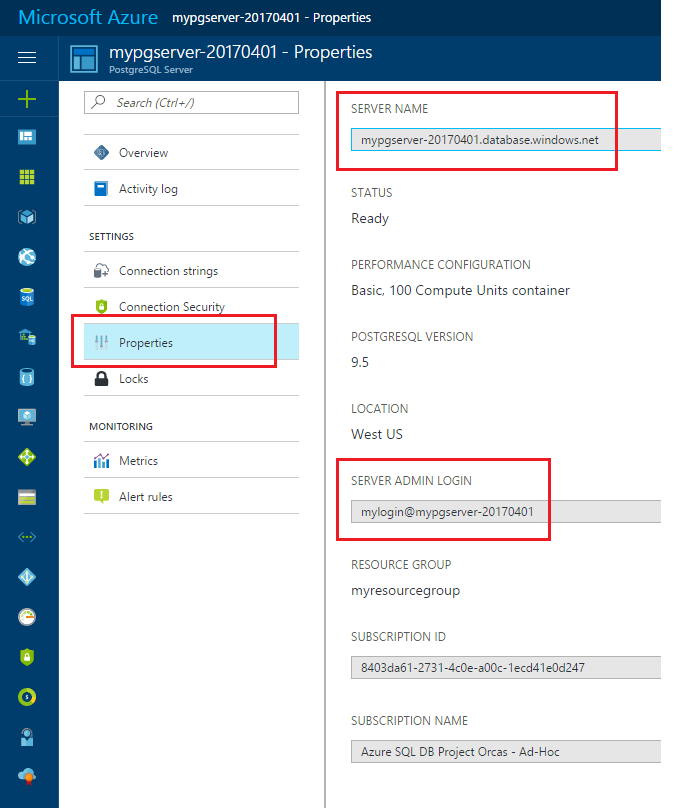 Microsoft Azure mypgserver-20170401 - Properties
mypgserver-20170401 - Properties
PostgreSQL Server
Search (Ctrl+/)
Overview
Activity log
SETTINGS
Connection strings
Connection Security
Properties
Locks
MONITORING
Metrics
Alert rules
SERVER NAME
mypgserver-20170401.database.windows.net
STATUS
Ready
PERFORMANCE CONFIGURATION
Basic, 100 Compute Units container
POSTGRESQL VERSION
9.5
LOCATION
West US
SERVER ADMIN LOGIN
mylogin@mypgserver-20170401
RESOURCE GROUP
myresourcegroup
SUBSCRIPTION ID
8403da61-2731-4c0e-a00c-1ecd41e0d247
SUBSCRIPTION NAME
Azure SQL DB Project Orcas - Ad-Hoc
SQL